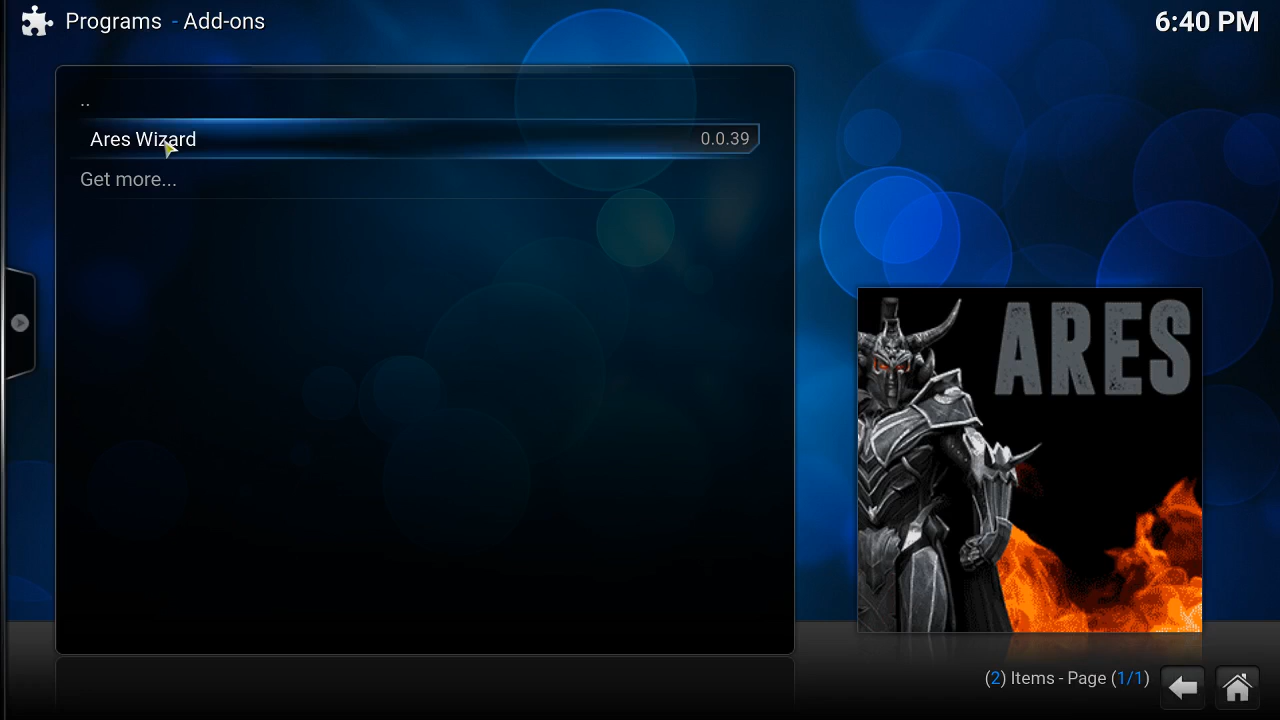 Programs - Add-ons
6:40 PM
..
Ares Wizard 0.0.39
Get more...
ARES
(2) Items - Page (1/1)